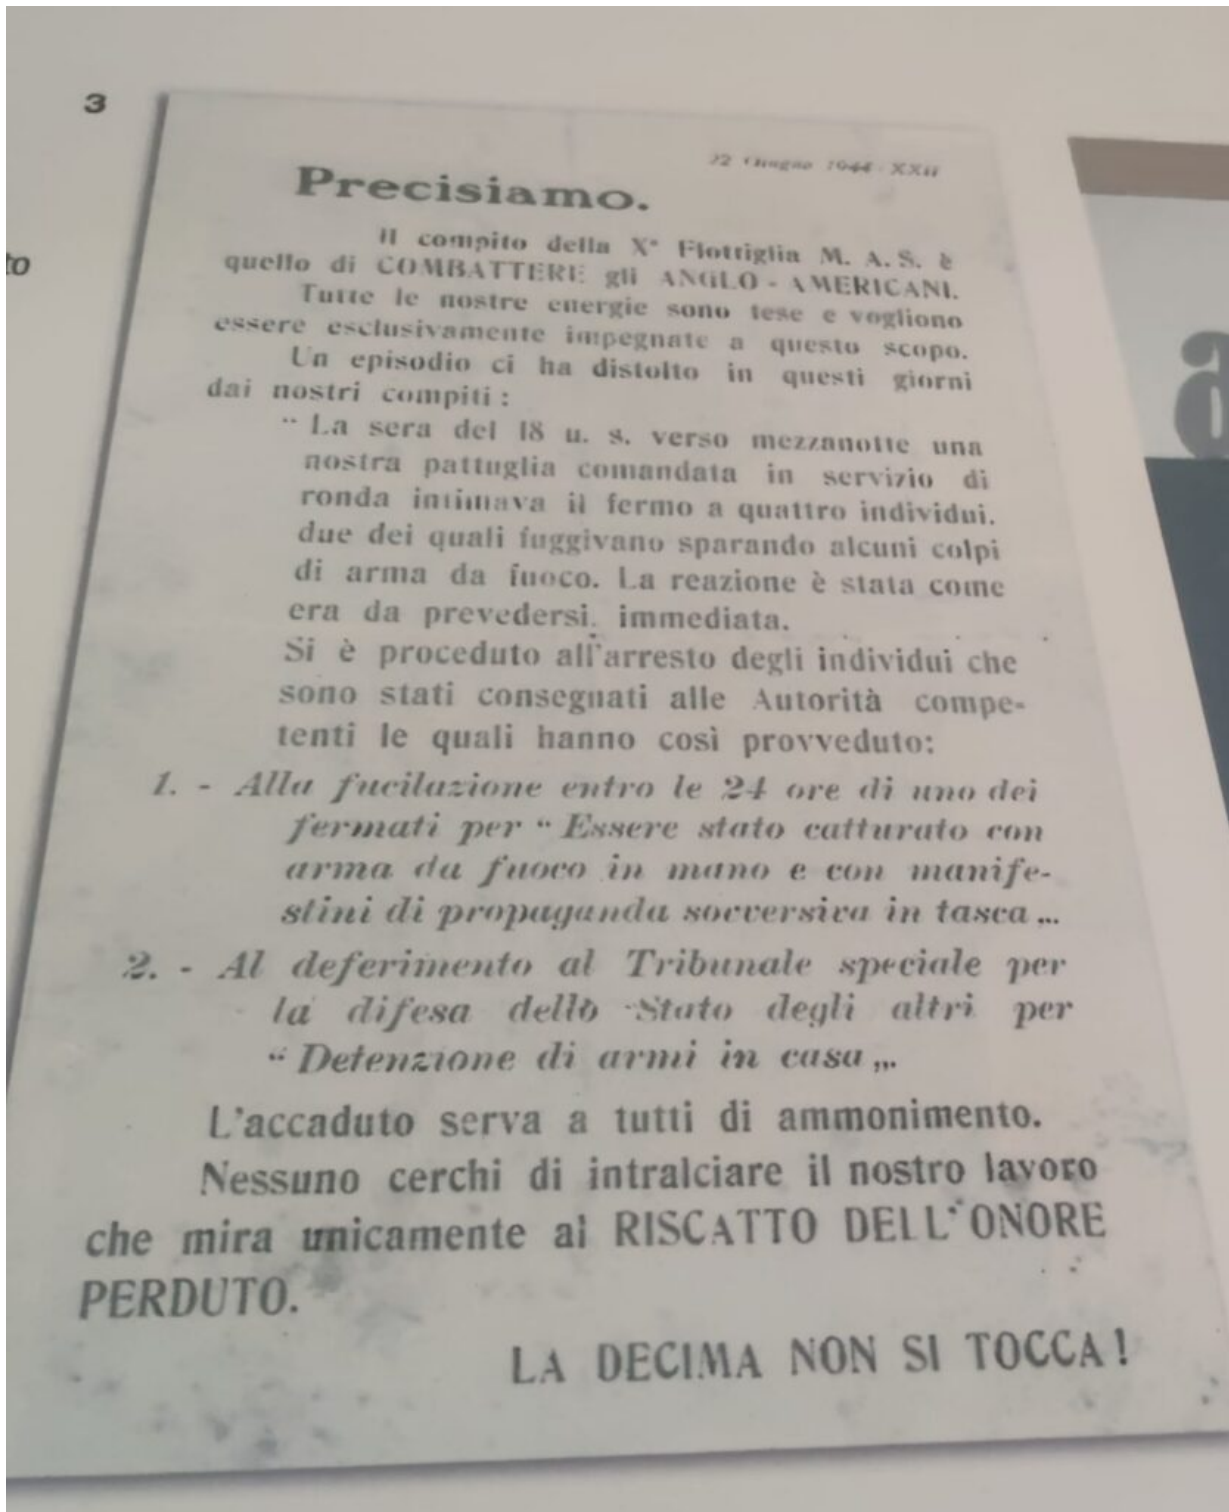 3
22 Giugno 1944 - XXII
Precisiamo.
to
Il compito della Xª Flottiglia M. A. S. è
quello di COMBATTERE gli ANGLO - AMERICANI.
Tutte le nostre energie sono tese e vogliono
essere esclusivamente impegnate a questo scopo.
Un episodio ci ha distolto in questi giorni
dai nostri compiti :
a
“ La sera del 18 u. s. verso mezzanotte una
nostra pattuglia comandata in servizio di
ronda intimava il fermo a quattro individui,
due dei quali fuggivano sparando alcuni colpi
di arma da fuoco. La reazione è stata come
era da prevedersi, immediata.
Si è proceduto all'arresto degli individui che
sono stati consegnati alle Autorità compe-
tenti le quali hanno così provveduto:
1. - Alla fucilazione entro le 24 ore di uno dei
fermati per “ Essere stato catturato con
arma da fuoco in mano e con manife-
stini di propaganda sovversiva in tasca „.
2. - Al deferimento al Tribunale speciale per
la difesa dello Stato degli altri per
“ Detenzione di armi in casa „.
L'accaduto serva a tutti di ammonimento.
Nessuno cerchi di intralciare il nostro lavoro
che mira unicamente al RISCATTO DELL'ONORE
PERDUTO.
LA DECIMA NON SI TOCCA !